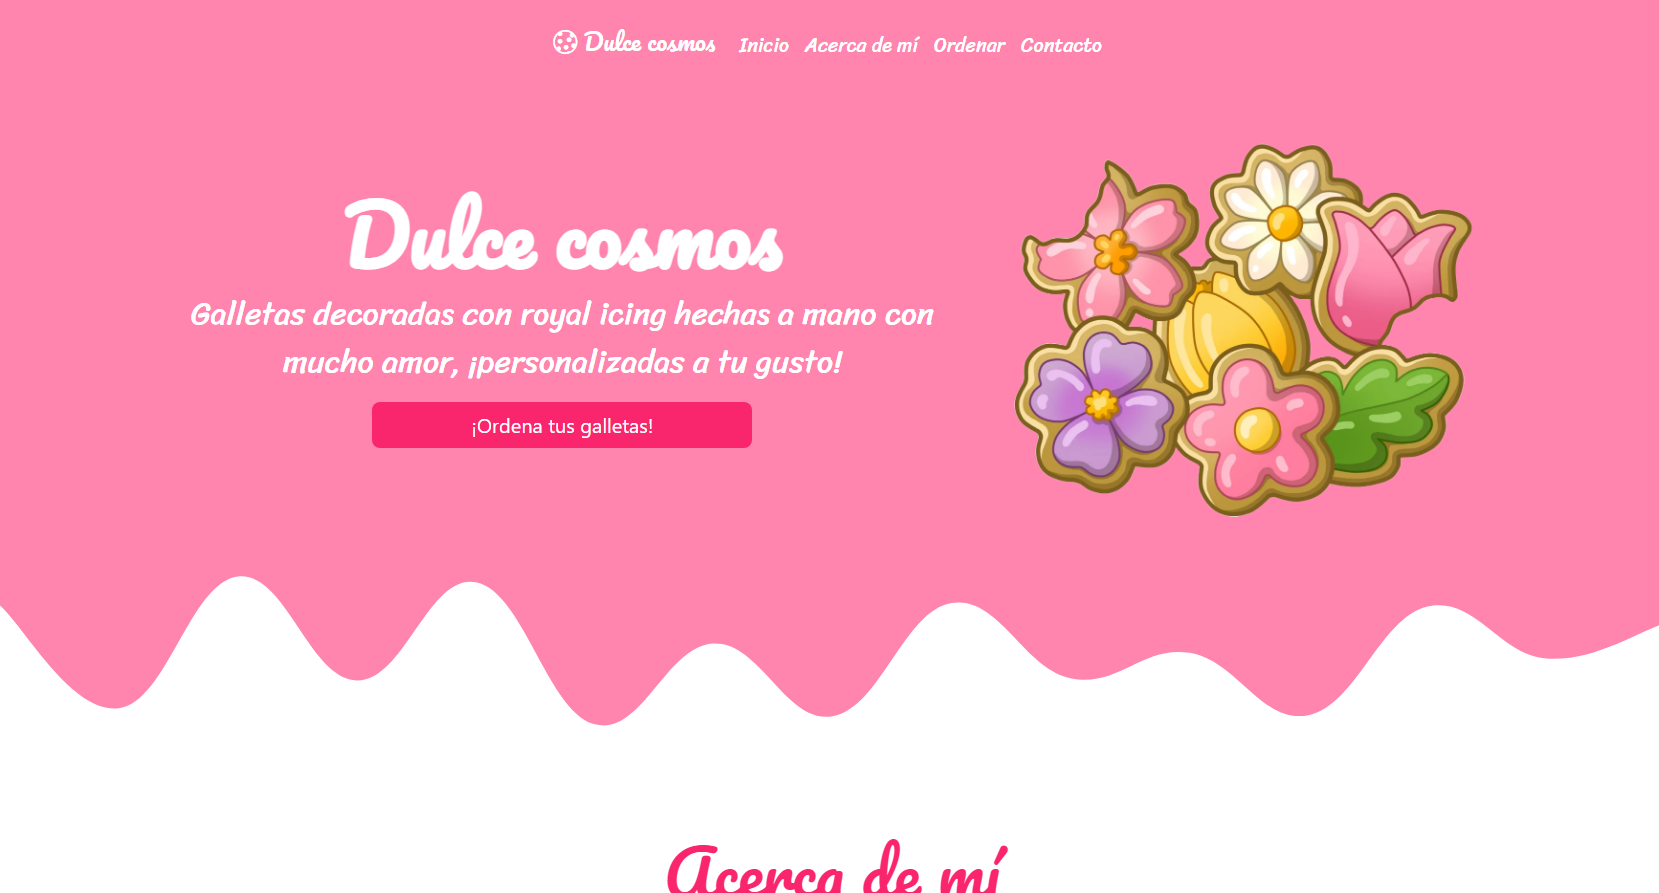 Dulce cosmos Inicio Acerca de mí Ordenar Contacto
Dulce cosmos
Galletas decoradas con royal icing hechas a mano con
mucho amor, ¡personalizadas a tu gusto!
¡Ordena tus galletas!
Acerca de mí